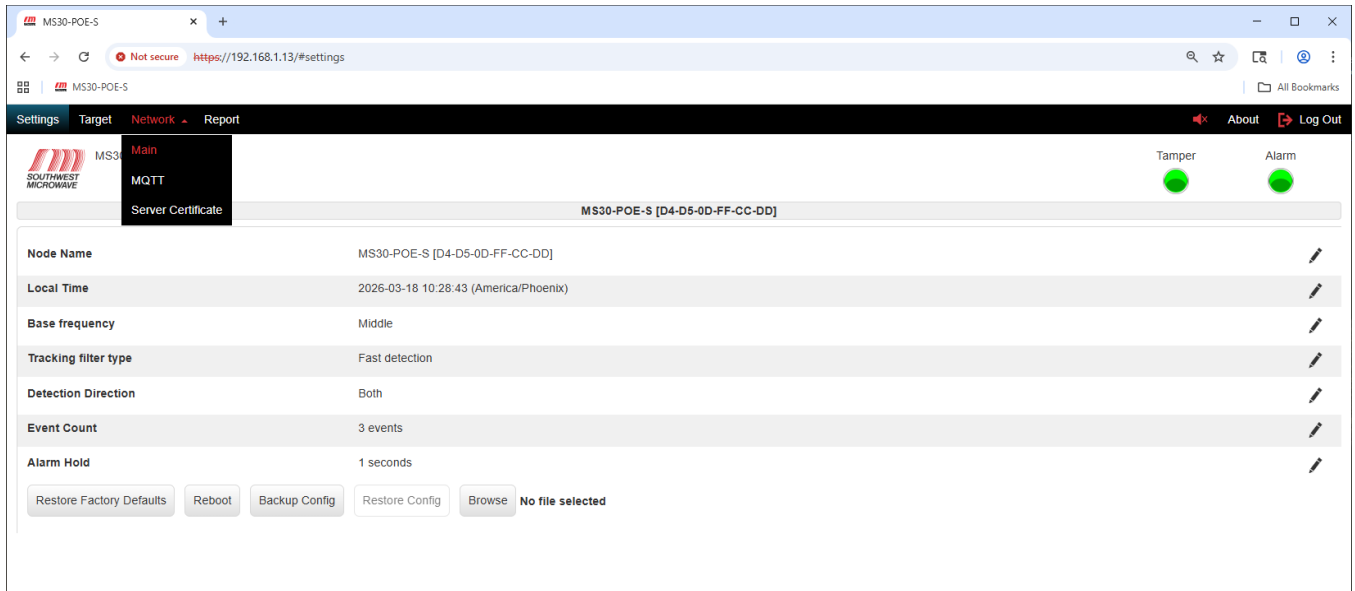 MS30-POE-S
Not secure https://192.168.1.13/#settings
MS30-POE-S
All Bookmarks
Settings Target Network Report About Log Out
Main
MQTT
Server Certificate
SOUTHWEST
MICROWAVE
MS30
Tamper Alarm
MS30-POE-S [D4-D5-0D-FF-CC-DD]
Node Name MS30-POE-S [D4-D5-0D-FF-CC-DD]
Local Time 2026-03-18 10:28:43 (America/Phoenix)
Base frequency Middle
Tracking filter type Fast detection
Detection Direction Both
Event Count 3 events
Alarm Hold 1 seconds
Restore Factory Defaults Reboot Backup Config Restore Config Browse No file selected